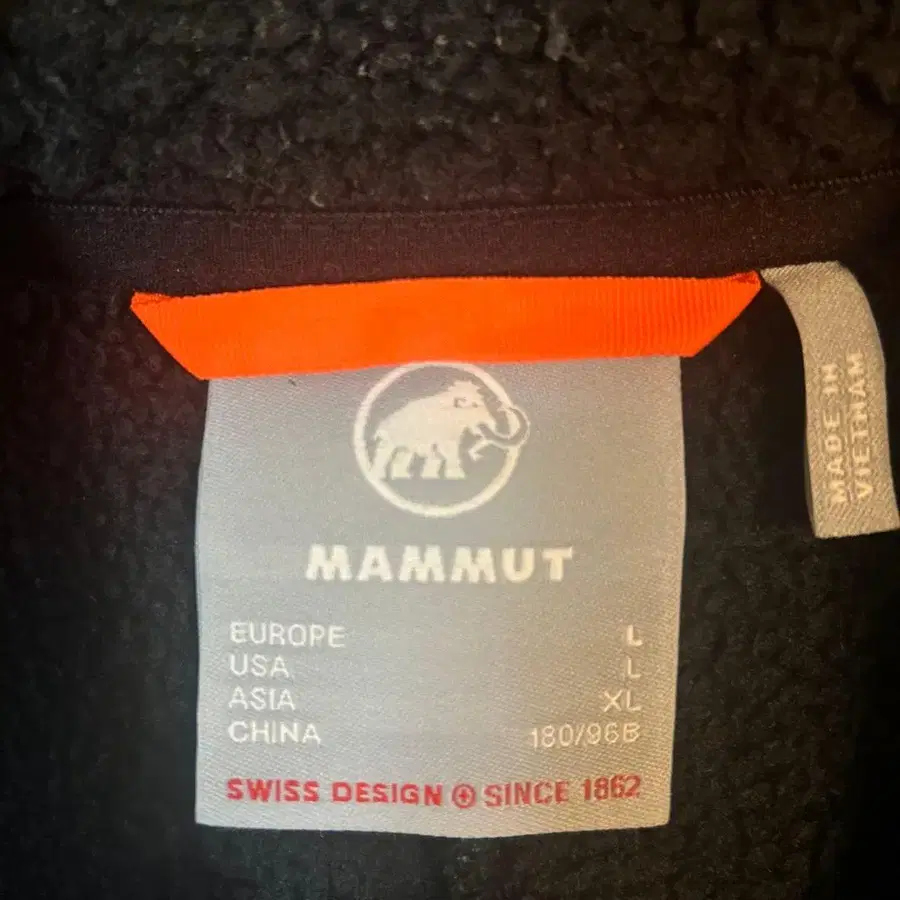 MAMMUT
EUROPE L
USA L
ASIA XL
CHINA 180/96B
SWISS DESIGN SINCE 1862
MADE IN
VIETNAM